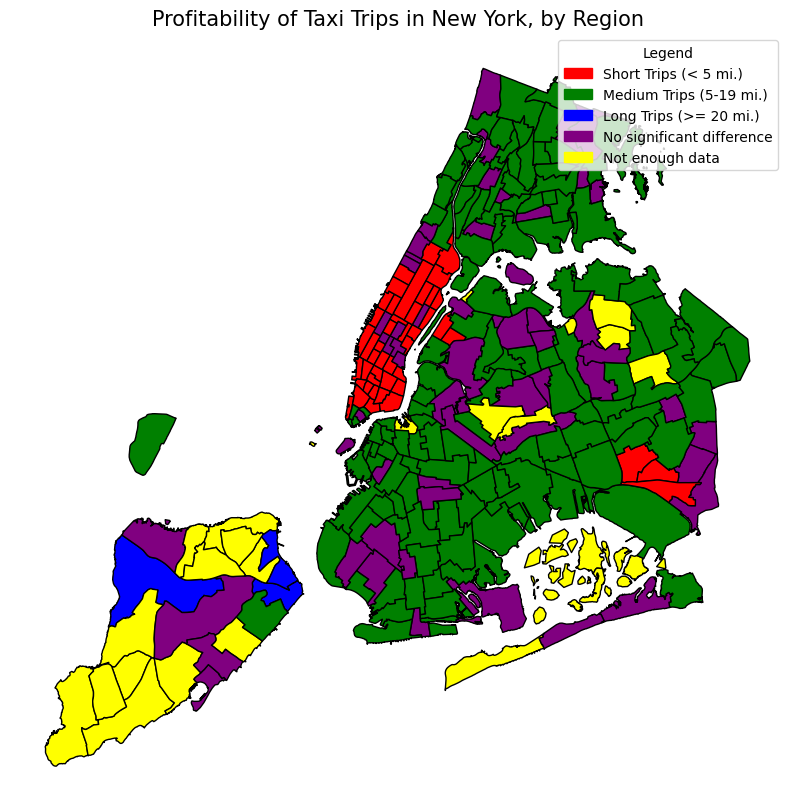 Profitability of Taxi Trips in New York, by Region
Legend
Short Trips (< 5 mi.)
Medium Trips (5-19 mi.)
Long Trips (>= 20 mi.)
No significant difference
Not enough data